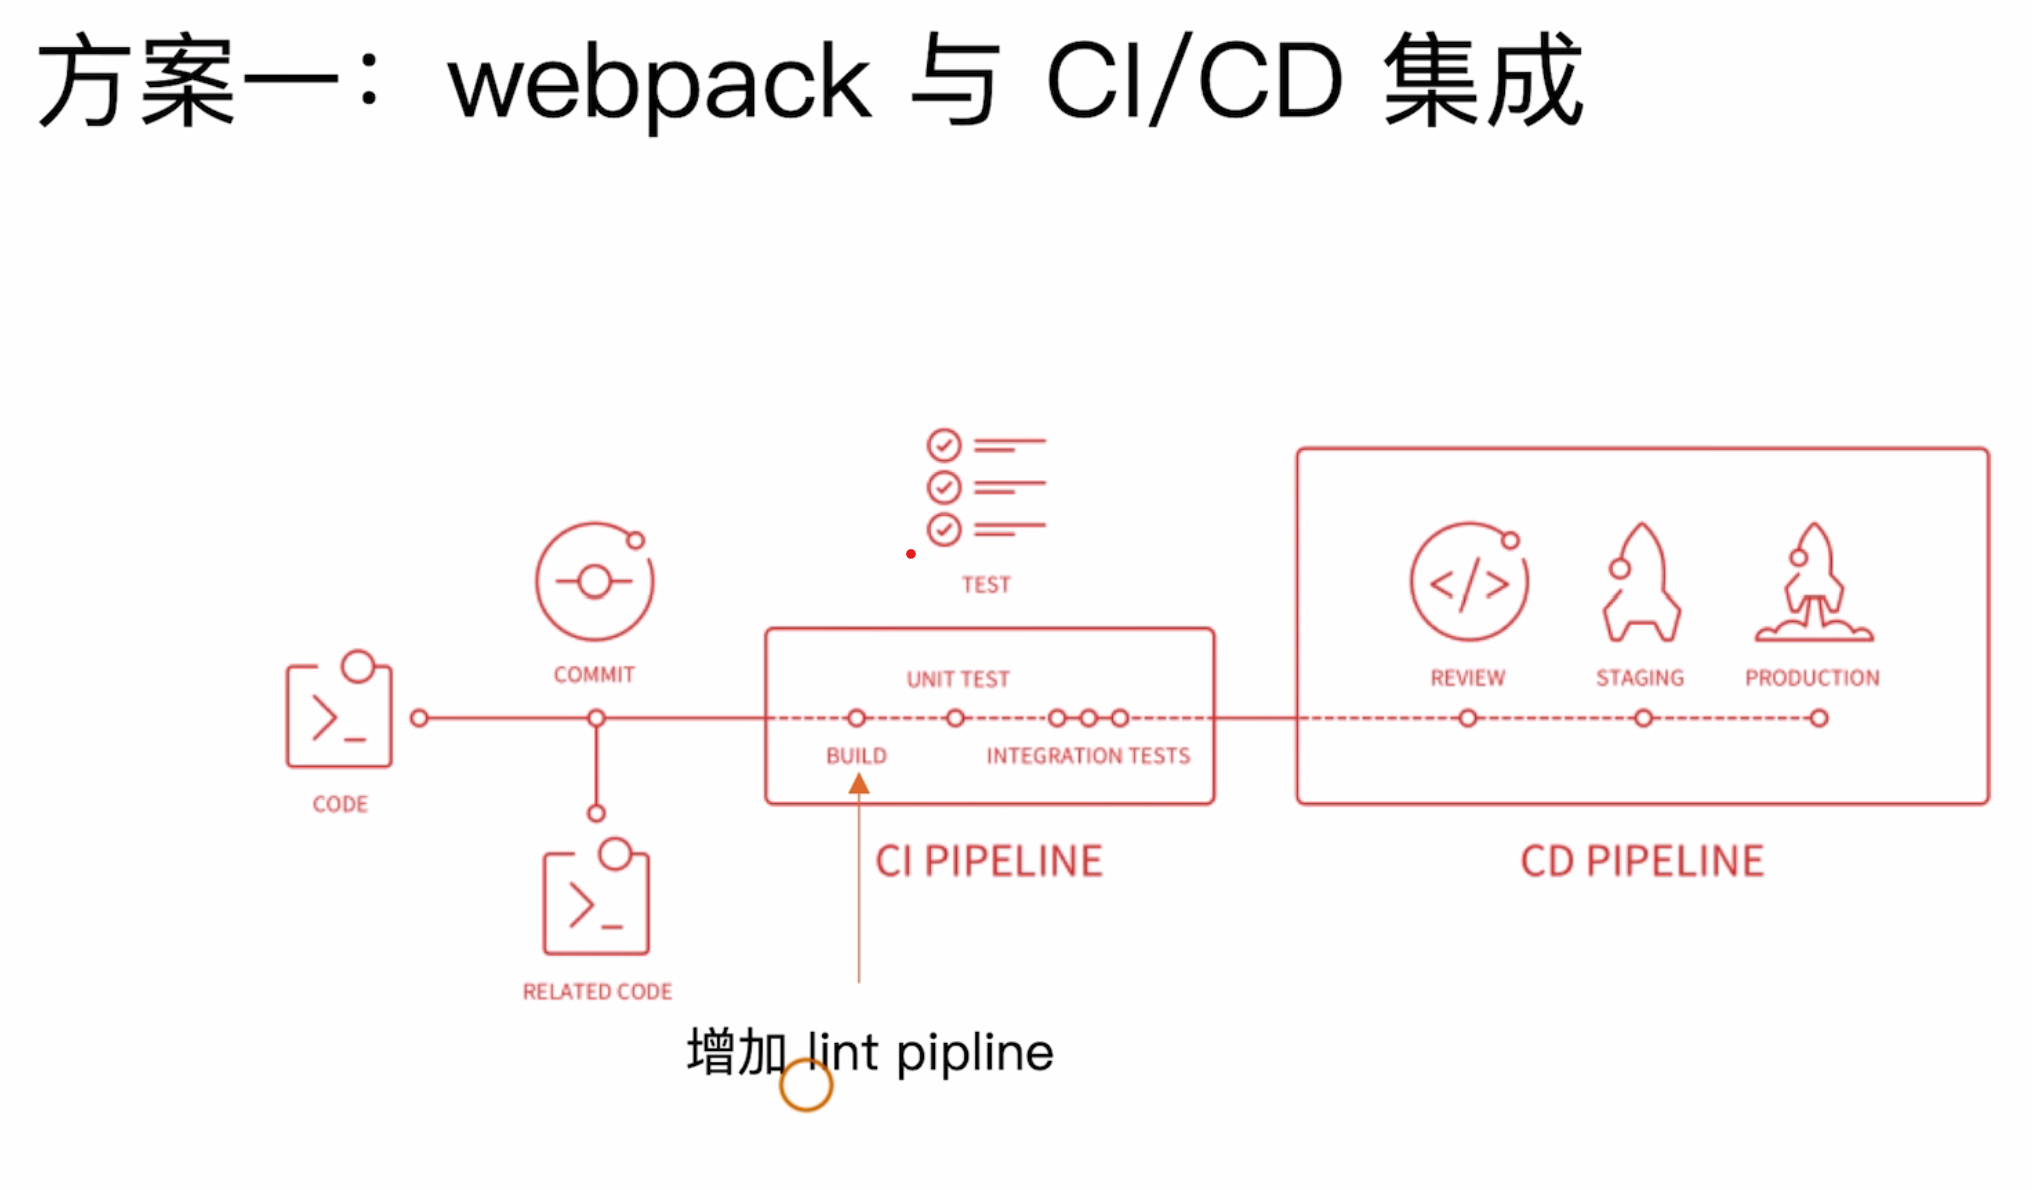 方案一：webpack 与 CI/CD 集成
TEST
COMMIT
UNIT TEST
REVIEW
STAGING
PRODUCTION
BUILD
INTEGRATION TESTS
CODE
CI PIPELINE
CD PIPELINE
RELATED CODE
增加 lint pipline